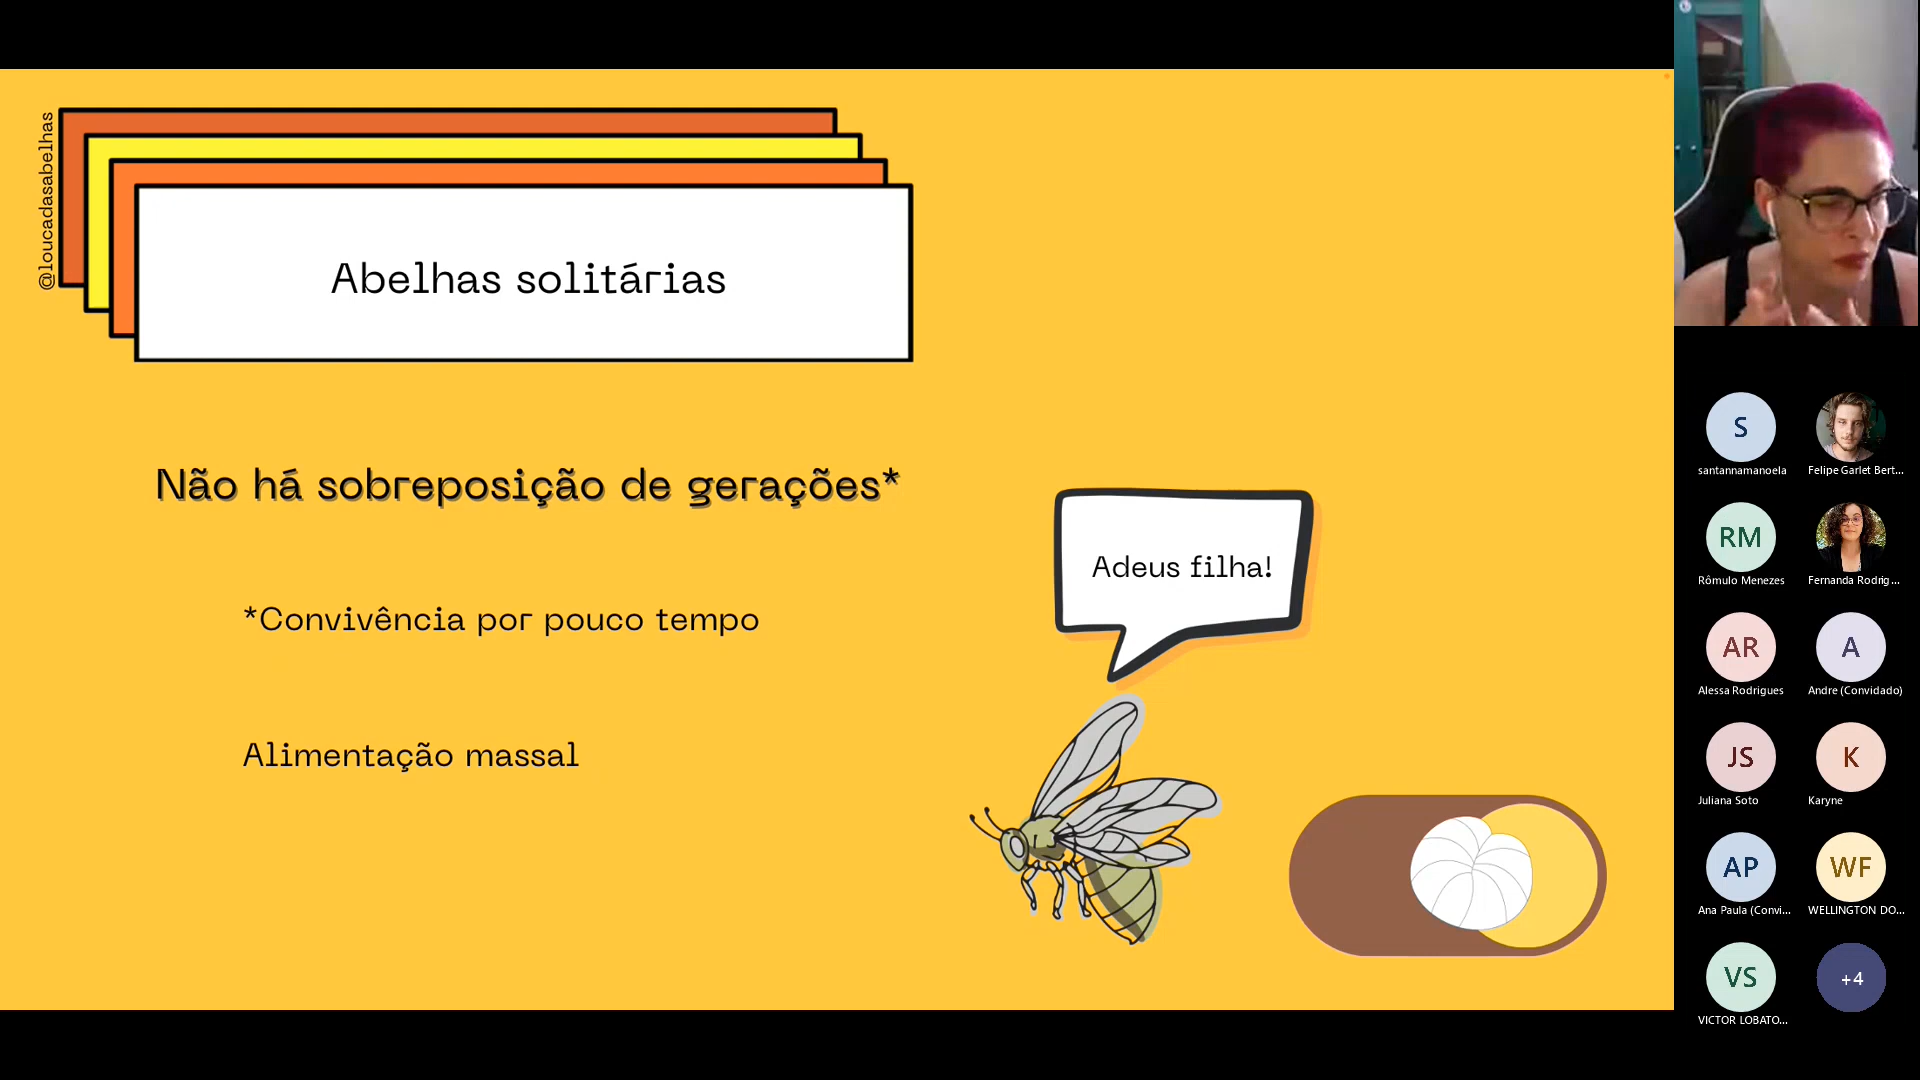 @loucadasabelhas
Abelhas solitárias
Não há sobreposição de gerações*
*Convivência por pouco tempo
Alimentação massal
Adeus filha!
S
santannamanoela
Felipe Garlet Bert...
RM
Rômulo Menezes
Fernanda Rodrig...
AR
Alessa Rodrigues
A
Andre (Convidado)
JS
Juliana Soto
K
Karyne
AP
Ana Paula (Convi...
WF
WELLINGTON DO...
VS
VICTOR LOBATO...
+4